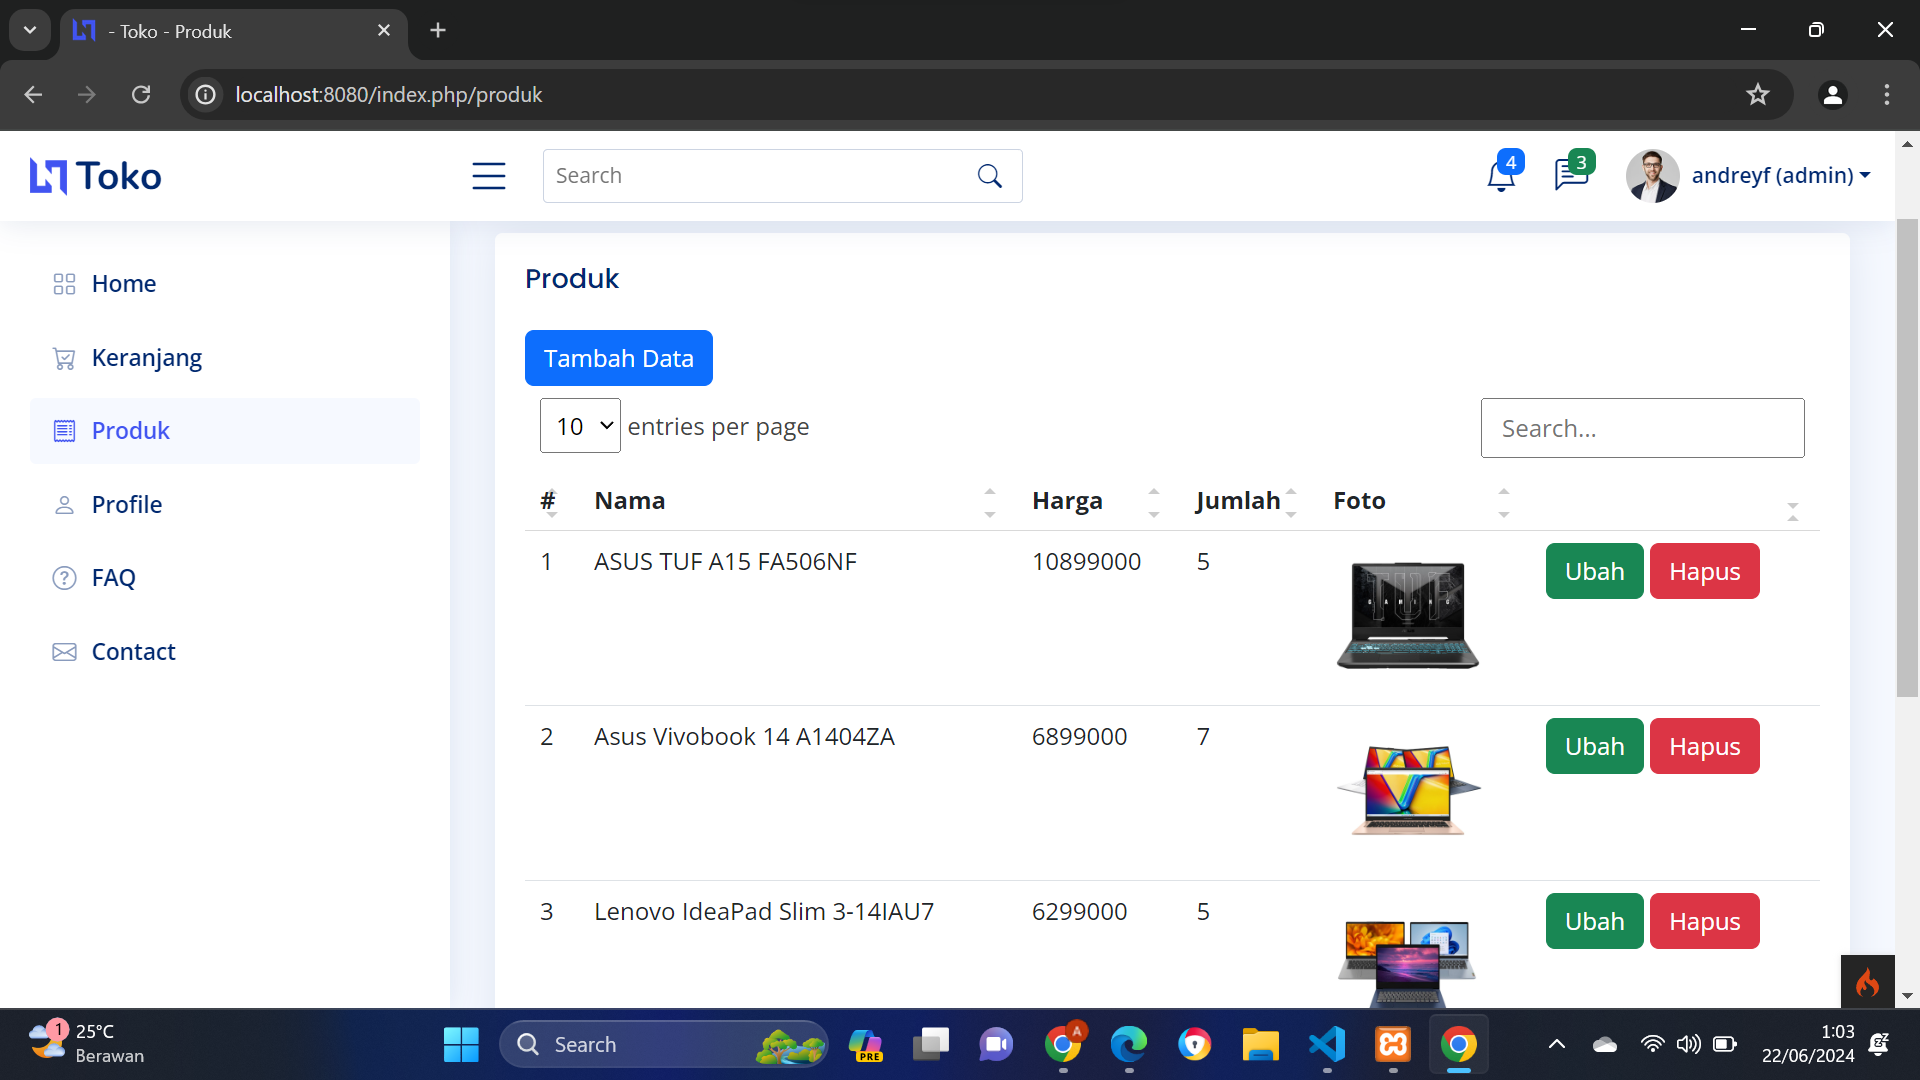 - Toko - Produk
localhost:8080/index.php/produk
Toko
Search
4
3
andreyf (admin)
Home
Keranjang
Produk
Profile
FAQ
Contact
Produk
Tambah Data
10 entries per page
Search...
# Nama Harga Jumlah Foto
1 ASUS TUF A15 FA506NF 10899000 5 Ubah Hapus
TUF
GAMING
2 Asus Vivobook 14 A1404ZA 6899000 7 Ubah Hapus
3 Lenovo IdeaPad Slim 3-14IAU7 6299000 5 Ubah Hapus
1
25°C
Berawan
Search
PRE
A
1:03
22/06/2024